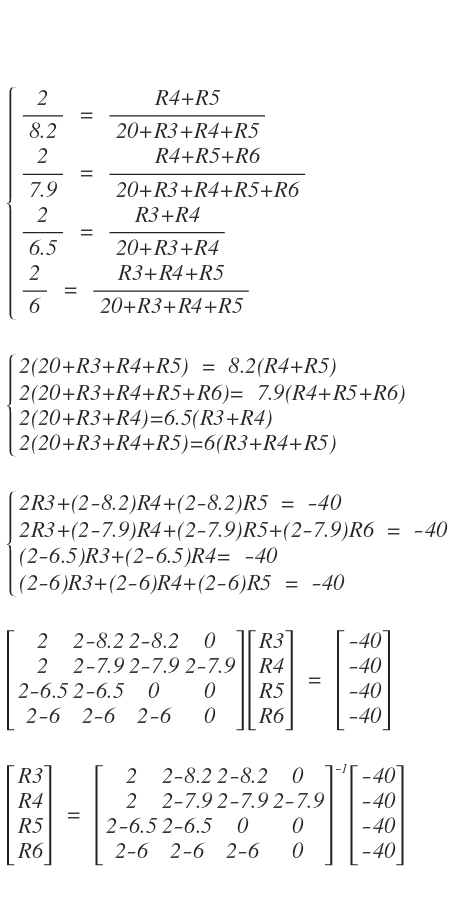 2/8.2 = R4+R5/20+R3+R4+R5
2/7.9 = R4+R5+R6/20+R3+R4+R5+R6
2/6.5 = R3+R4/20+R3+R4
2/6 = R3+R4+R5/20+R3+R4+R5
2(20+R3+R4+R5) = 8.2(R4+R5)
2(20+R3+R4+R5+R6)= 7.9(R4+R5+R6)
2(20+R3+R4)=6.5(R3+R4)
2(20+R3+R4+R5)=6(R3+R4+R5)
2R3+(2-8.2)R4+(2-8.2)R5 = -40
2R3+(2-7.9)R4+(2-7.9)R5+(2-7.9)R6 = -40
(2-6.5)R3+(2-6.5)R4= -40
(2-6)R3+(2-6)R4+(2-6)R5 = -40
2 2-8.2 2-8.2 0 R3 -40
2 2-7.9 2-7.9 2-7.9 R4 = -40
2-6.5 2-6.5 0 0 R5 -40
2-6 2-6 2-6 0 R6 -40
R3 2 2-8.2 2-8.2 0 -1 -40
R4 = 2 2-7.9 2-7.9 2-7.9 -40
R5 2-6.5 2-6.5 0 0 -40
R6 2-6 2-6 2-6 0 -40